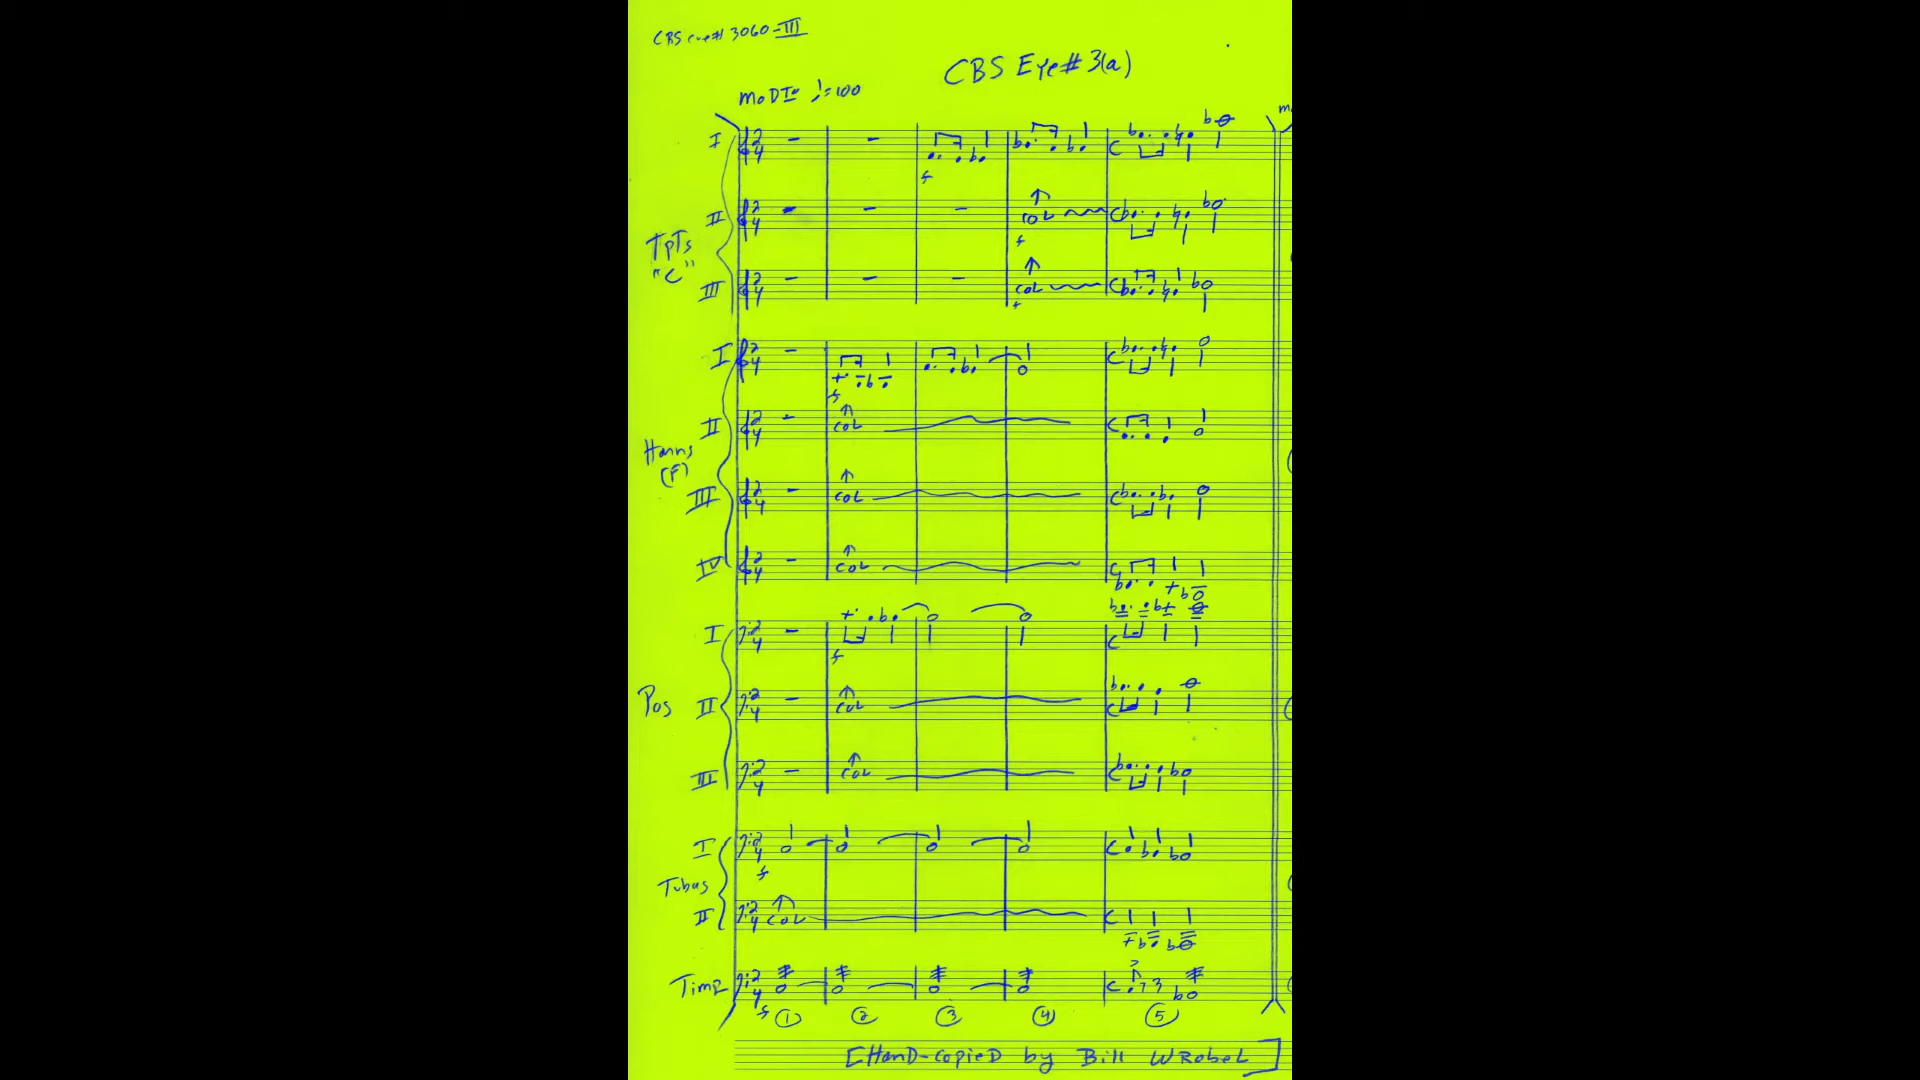 CBS cue# 3060-III
CBS Eye# 3(a)
MODTO ♩=100
I
f
II
COL
f
TpTs
"C"
III
COL
f
I
f
II
COL
Horns
(F)
III
COL
IV
COL
I
f
Pos II
COL
III
COL
I
f
Tubas
II
COL
Timp
f
1 2 3 4 5
[HanD-copieD by Bill WRobeL]